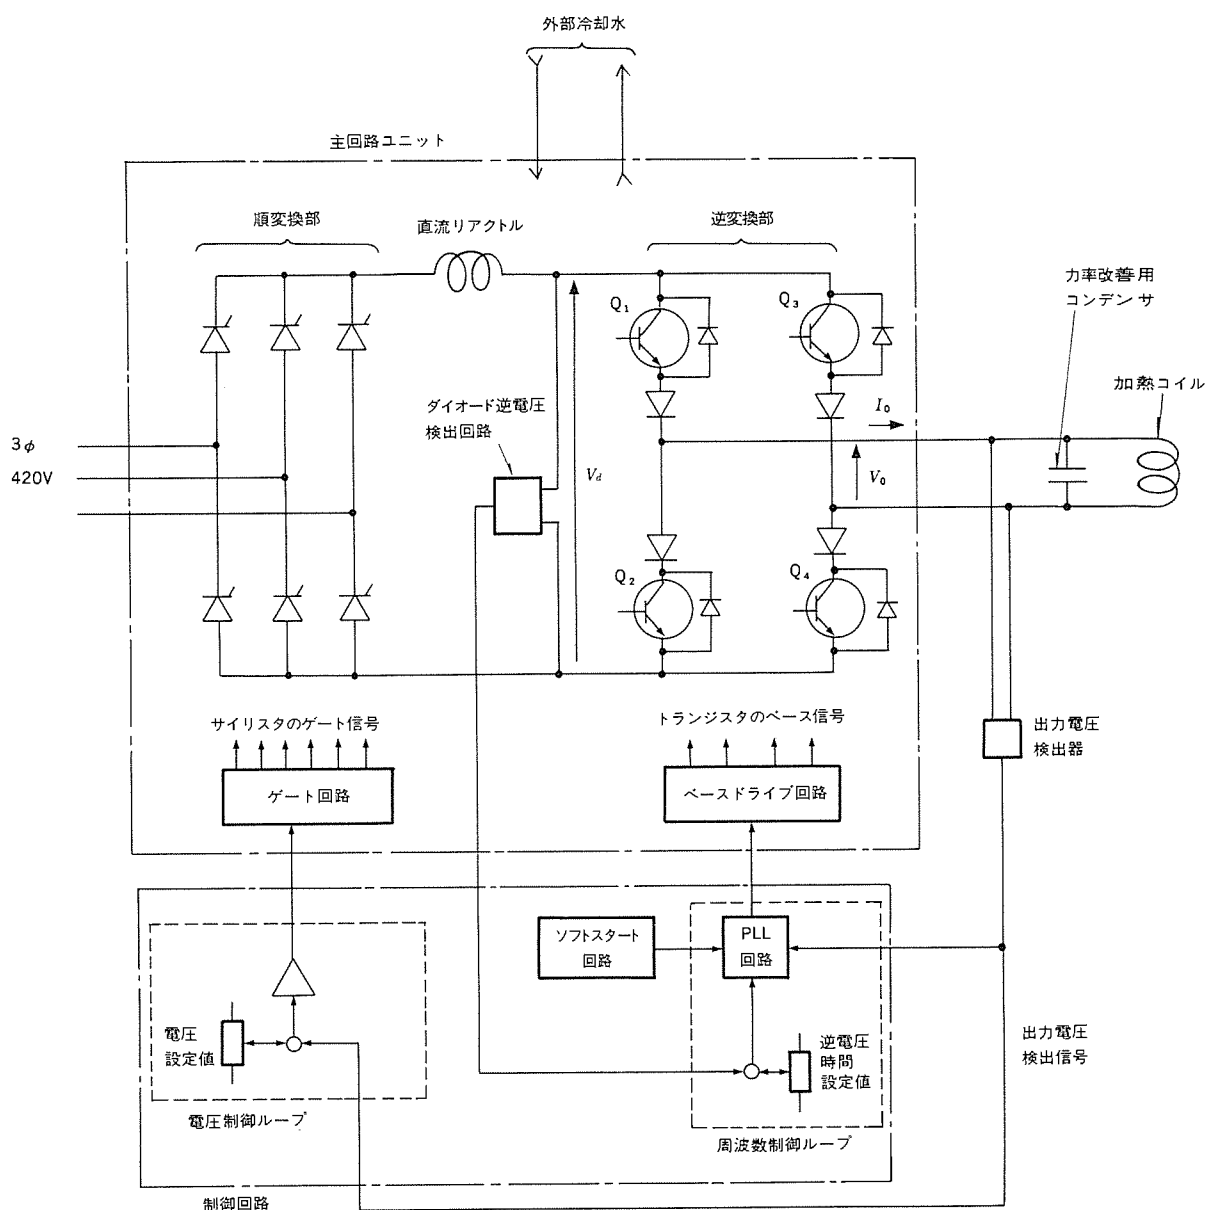 外部冷却水
主回路ユニット
順変換部
直流リアクトル
逆変換部
力率改善用
コンデンサ
加熱コイル
Q1
Q3
I0
ダイオード逆電圧
検出回路
3φ
420V
Vd
V0
Q2
Q4
サイリスタのゲート信号
トランジスタのベース信号
出力電圧
検出器
ゲート回路
ベースドライブ回路
ソフトスタート
回路
PLL
回路
電圧
設定値
逆電圧
時間
設定値
出力電圧
検出信号
電圧制御ループ
周波数制御ループ
制御回路